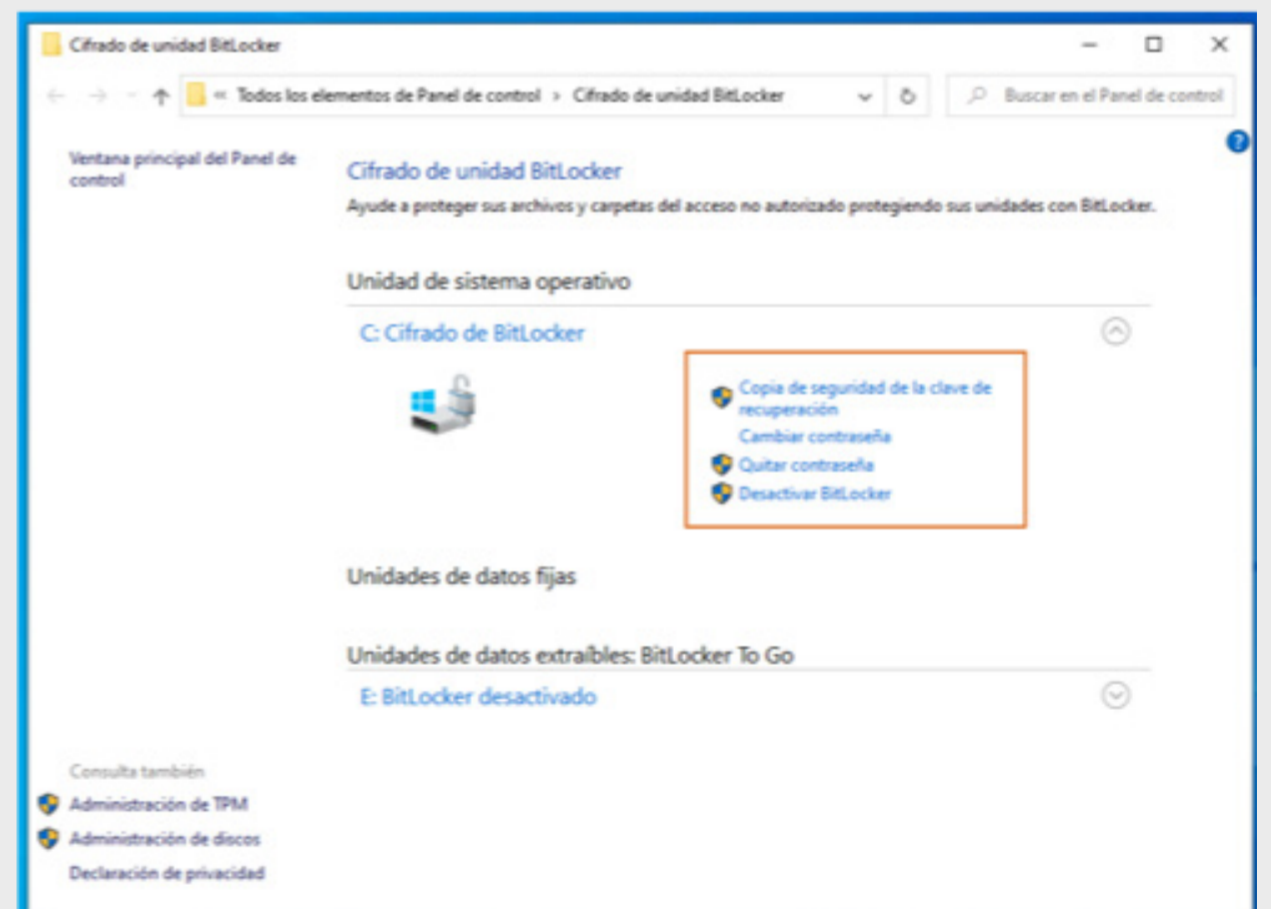 Cifrado de unidad BitLocker
« Todos los elementos de Panel de control > Cifrado de unidad BitLocker
Buscar en el Panel de control
?
Ventana principal del Panel de
control
Cifrado de unidad BitLocker
Ayude a proteger sus archivos y carpetas del acceso no autorizado protegiendo sus unidades con BitLocker.
Unidad de sistema operativo
C: Cifrado de BitLocker
Copia de seguridad de la clave de
recuperación
Cambiar contraseña
Quitar contraseña
Desactivar BitLocker
Unidades de datos fijas
Unidades de datos extraíbles: BitLocker To Go
E: BitLocker desactivado
Consulta también
Administración de TPM
Administración de discos
Declaración de privacidad